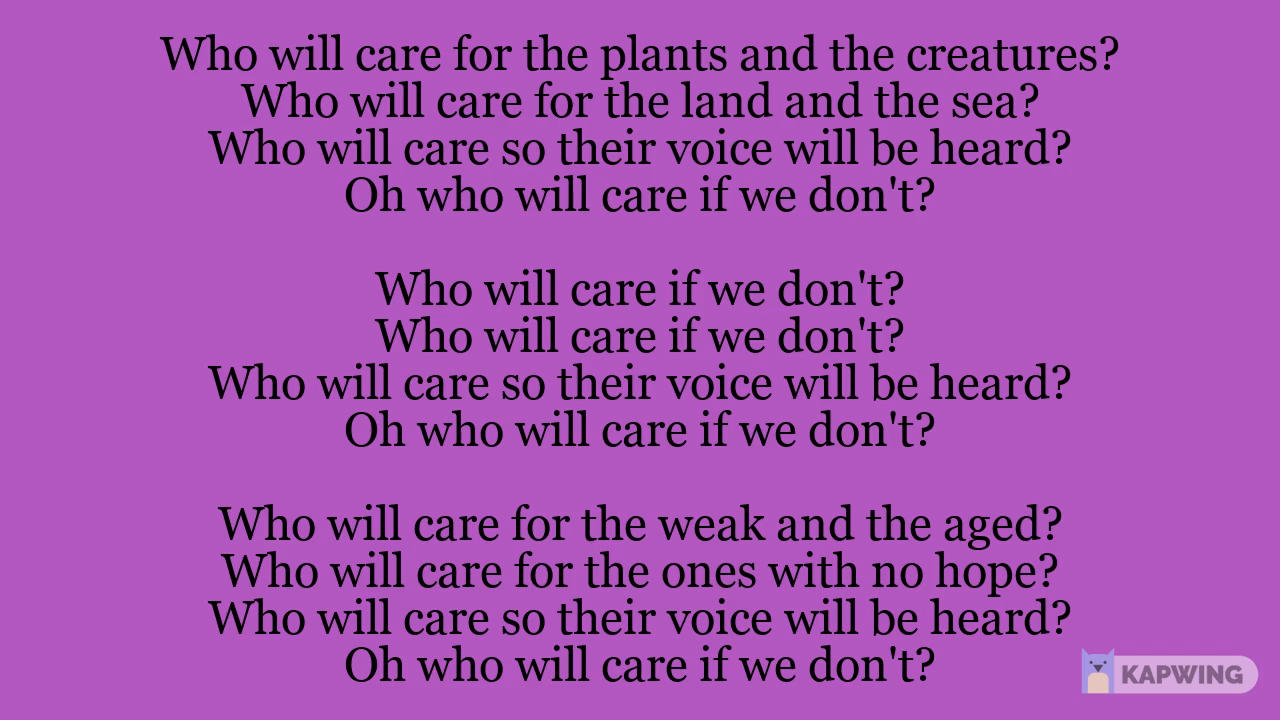 Who will care for the plants and the creatures?
Who will care for the land and the sea?
Who will care so their voice will be heard?
Oh who will care if we don't?
Who will care if we don't?
Who will care if we don't?
Who will care so their voice will be heard?
Oh who will care if we don't?
Who will care for the weak and the aged?
Who will care for the ones with no hope?
Who will care so their voice will be heard?
Oh who will care if we don't?
KAPWING